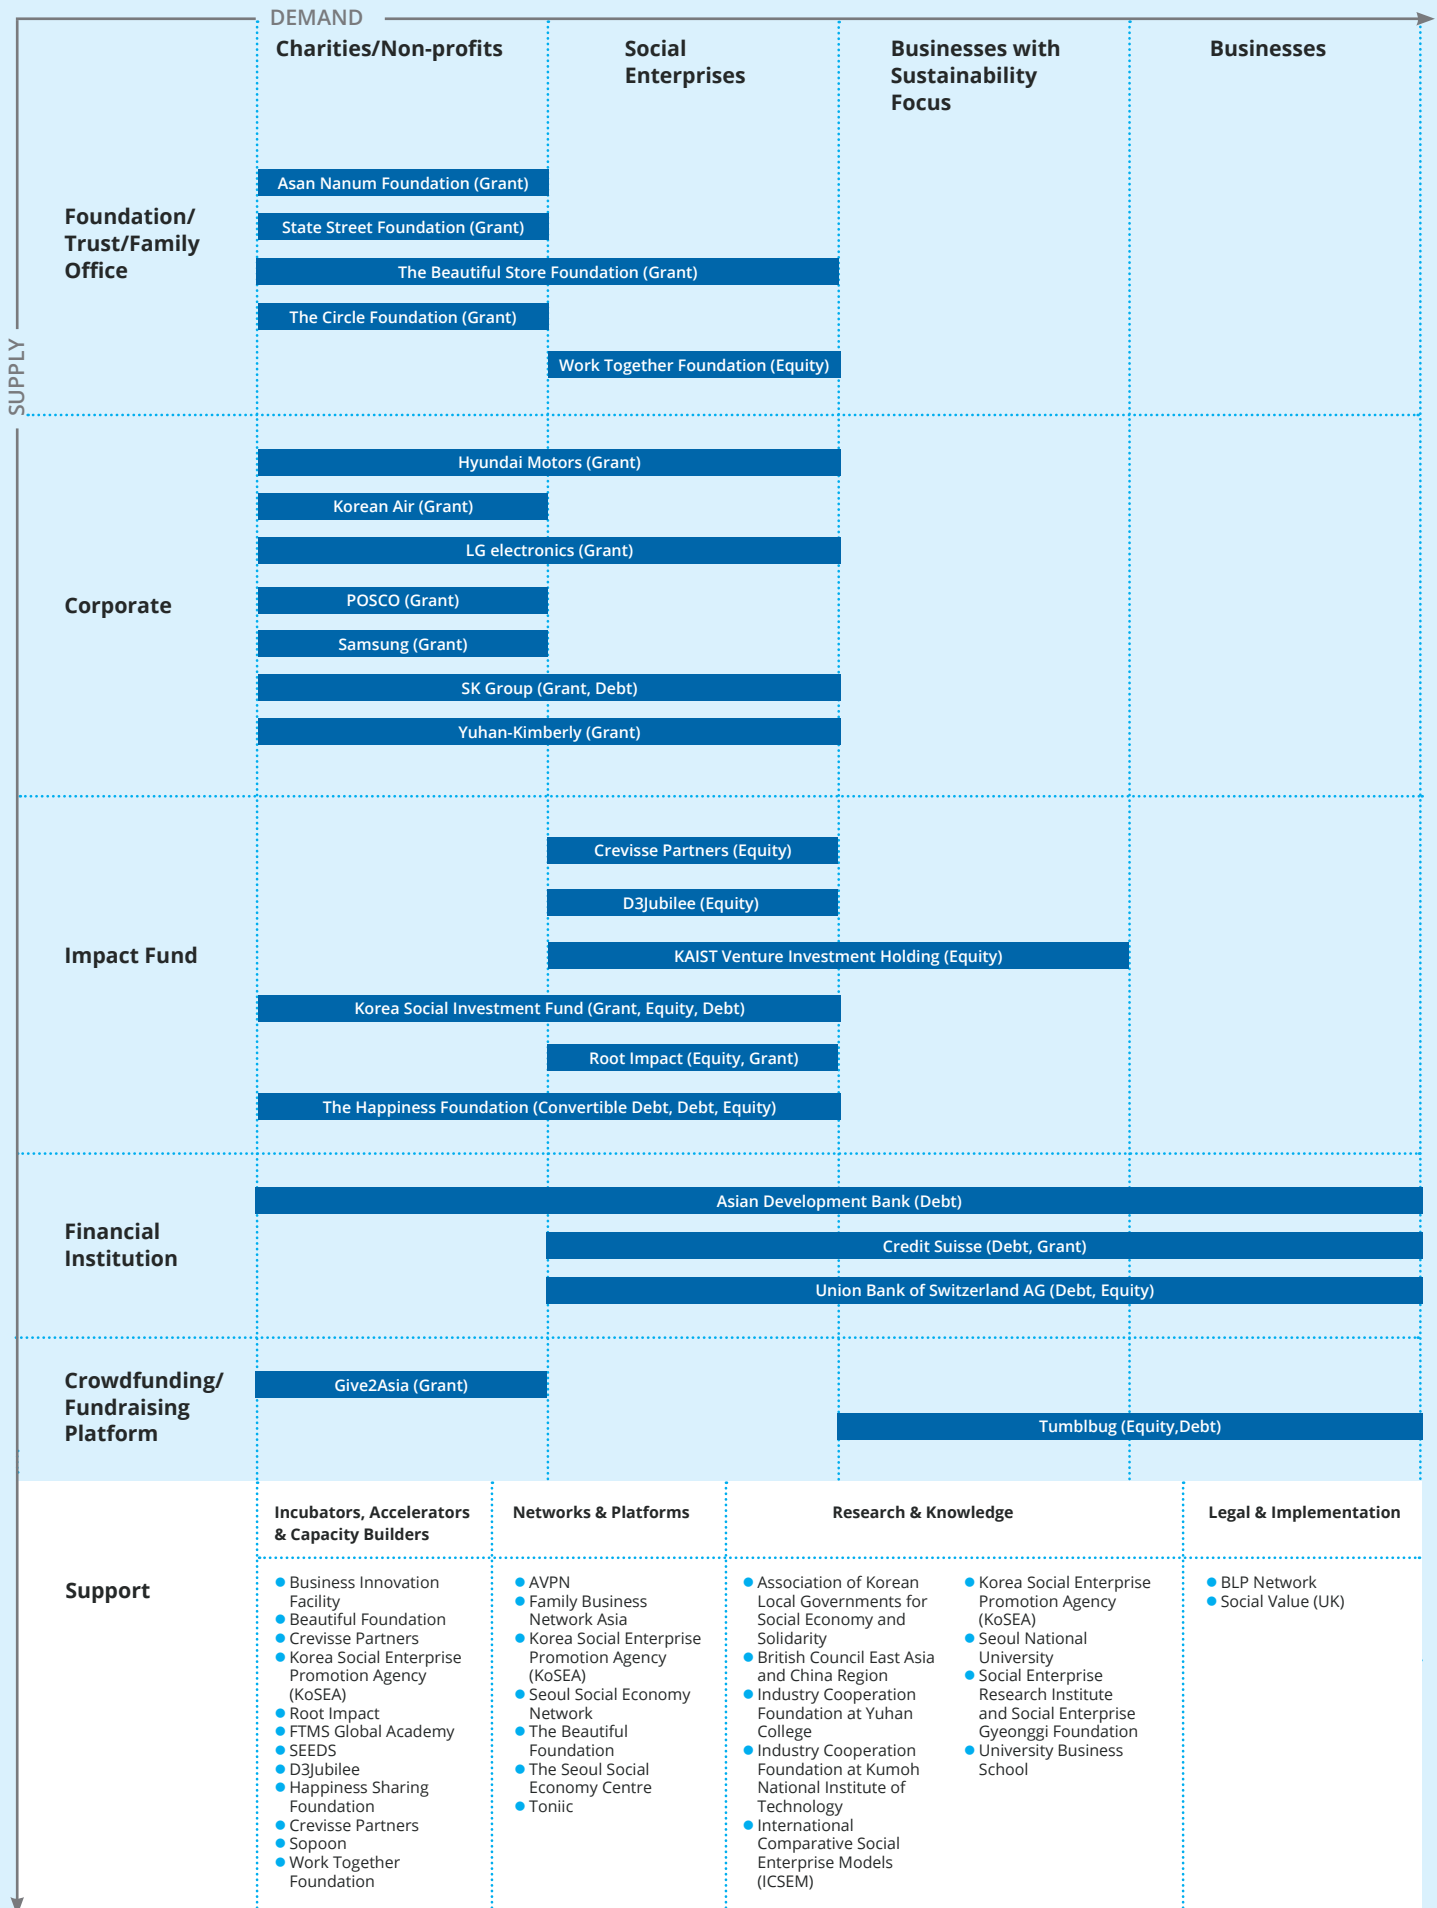 DEMAND
Charities/Non-profits
Social
Enterprises
Businesses with
Sustainability
Focus
Businesses
SUPPLY
Foundation/
Trust/Family
Office
Asan Nanum Foundation (Grant)
State Street Foundation (Grant)
The Beautiful Store Foundation (Grant)
The Circle Foundation (Grant)
Work Together Foundation (Equity)
Corporate
Hyundai Motors (Grant)
Korean Air (Grant)
LG electronics (Grant)
POSCO (Grant)
Samsung (Grant)
SK Group (Grant, Debt)
Yuhan-Kimberly (Grant)
Impact Fund
Crevisse Partners (Equity)
D3Jubilee (Equity)
KAIST Venture Investment Holding (Equity)
Korea Social Investment Fund (Grant, Equity, Debt)
Root Impact (Equity, Grant)
The Happiness Foundation (Convertible Debt, Debt, Equity)
Financial
Institution
Asian Development Bank (Debt)
Credit Suisse (Debt, Grant)
Union Bank of Switzerland AG (Debt, Equity)
Crowdfunding/
Fundraising
Platform
Give2Asia (Grant)
Tumblbug (Equity,Debt)
Support
Incubators, Accelerators
& Capacity Builders
Business Innovation
Facility
Beautiful Foundation
Crevisse Partners
Korea Social Enterprise
Promotion Agency
(KoSEA)
Root Impact
FTMS Global Academy
SEEDS
D3Jubilee
Happiness Sharing
Foundation
Crevisse Partners
Sopoon
Work Together
Foundation
Networks & Platforms
AVPN
Family Business
Network Asia
Korea Social Enterprise
Promotion Agency
(KoSEA)
Seoul Social Economy
Network
The Beautiful
Foundation
The Seoul Social
Economy Centre
Toniic
Research & Knowledge
Association of Korean
Local Governments for
Social Economy and
Solidarity
British Council East Asia
and China Region
Industry Cooperation
Foundation at Yuhan
College
Industry Cooperation
Foundation at Kumoh
National Institute of
Technology
International
Comparative Social
Enterprise Models
(ICSEM)
Korea Social Enterprise
Promotion Agency
(KoSEA)
Seoul National
University
Social Enterprise
Research Institute
and Social Enterprise
Gyeonggi Foundation
University Business
School
Legal & Implementation
BLP Network
Social Value (UK)